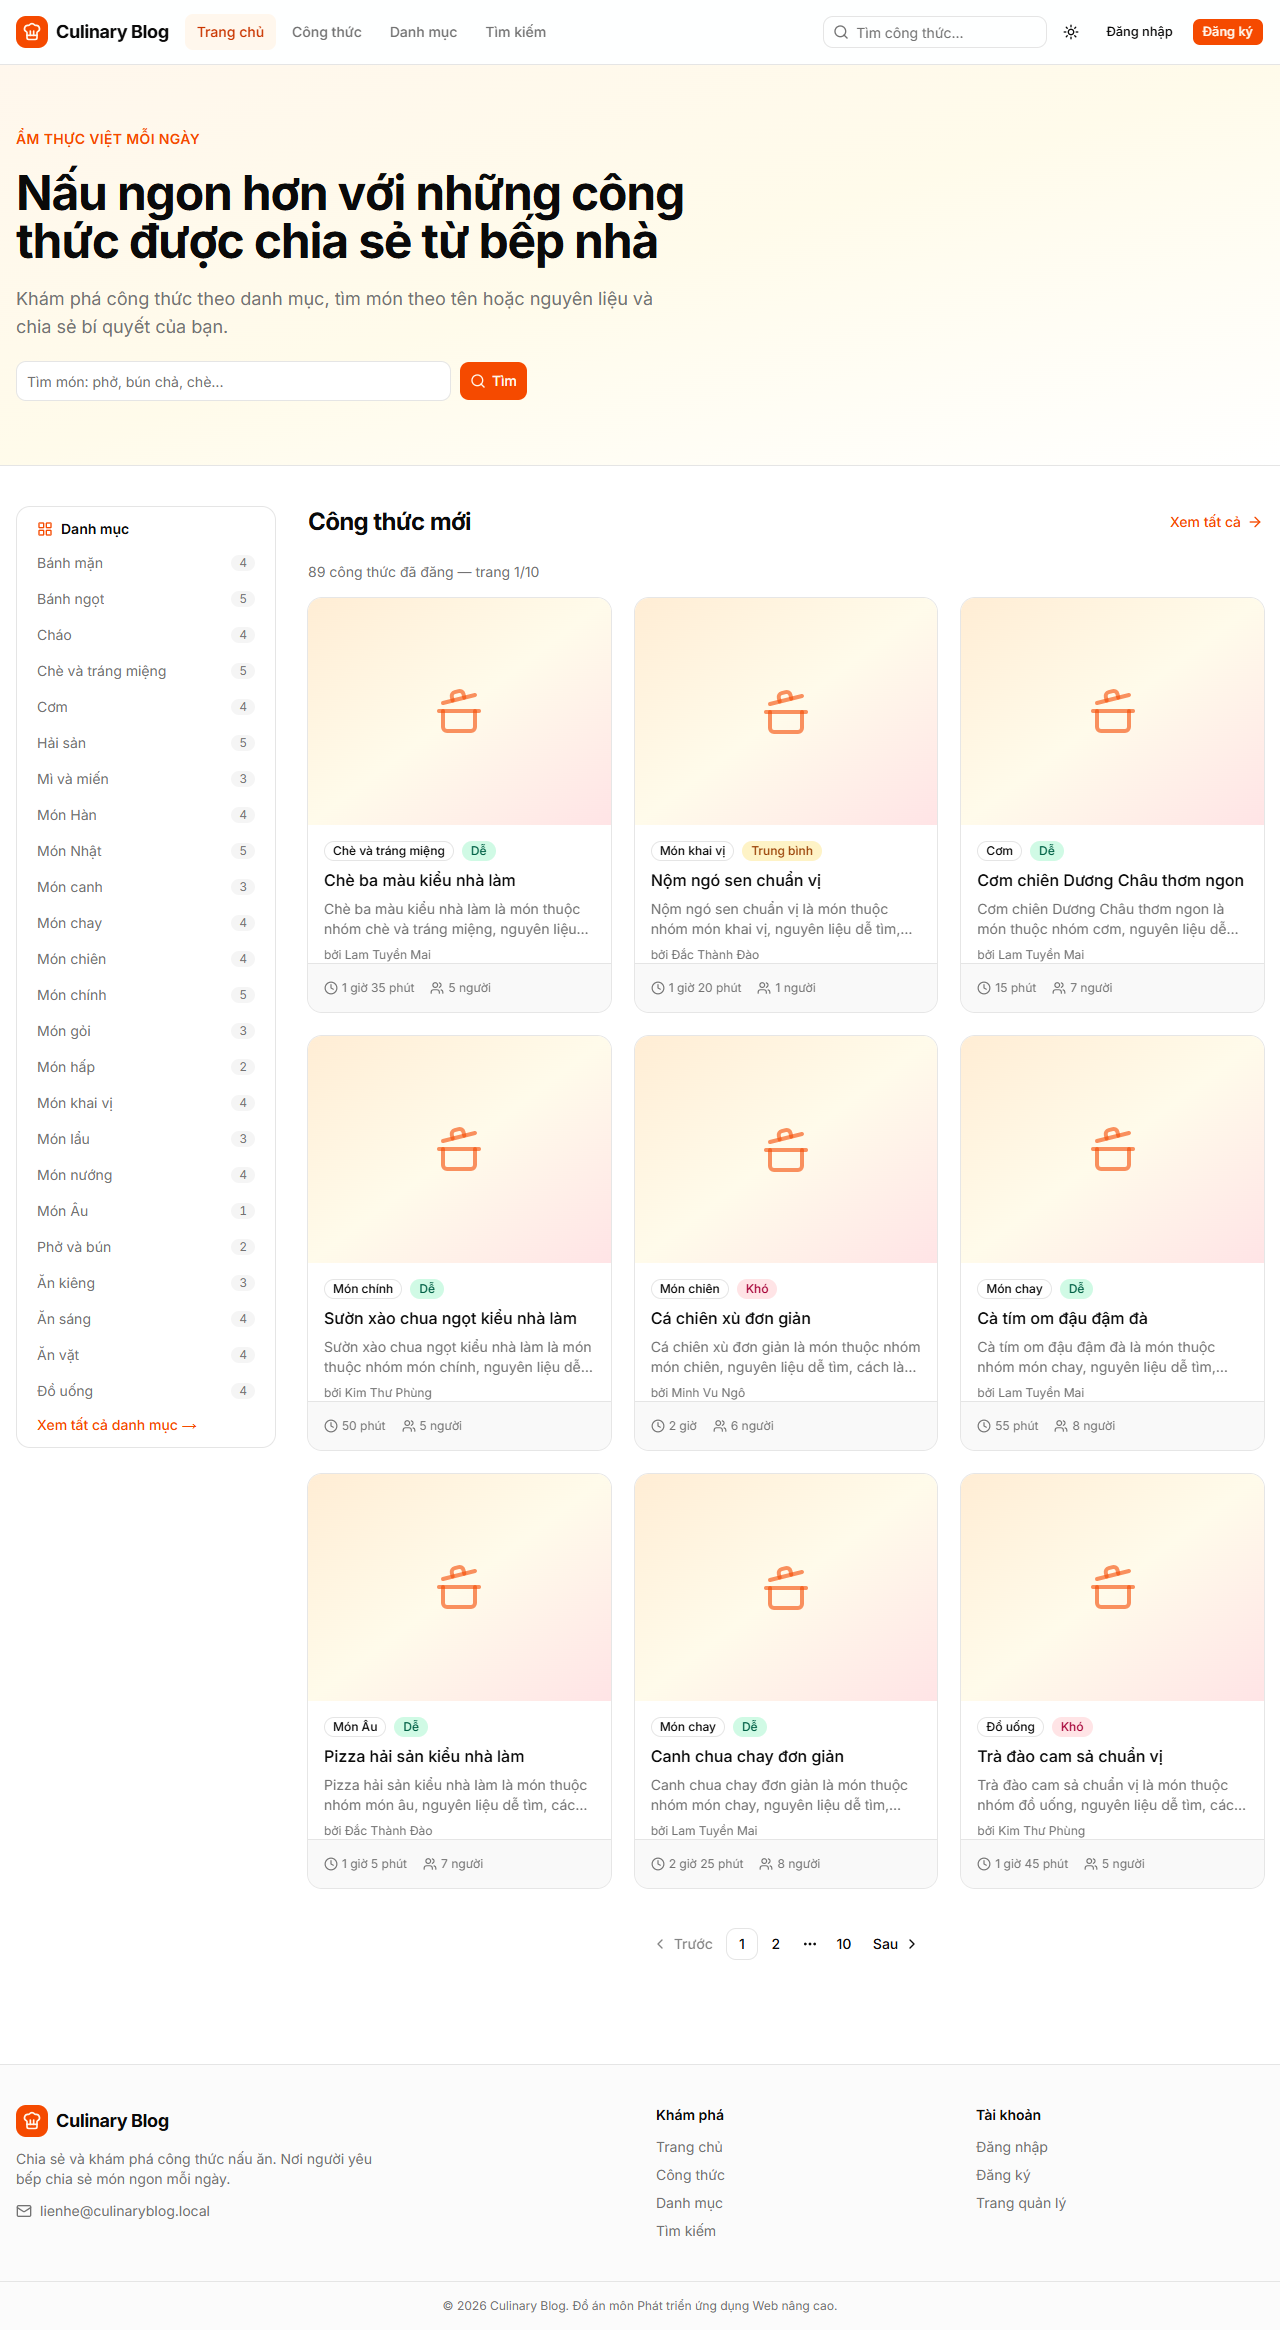 Culinary Blog
Trang chủ
Công thức
Danh mục
Tìm kiếm
Tìm công thức...
Đăng nhập
Đăng ký
ẨM THỰC VIỆT MỖI NGÀY
Nấu ngon hơn với những công
thức được chia sẻ từ bếp nhà
Khám phá công thức theo danh mục, tìm món theo tên hoặc nguyên liệu và
chia sẻ bí quyết của bạn.
Tìm món: phở, bún chả, chè...
Tìm
Danh mục
Bánh mặn 4
Bánh ngọt 5
Cháo 4
Chè và tráng miệng 5
Cơm 4
Hải sản 5
Mì và miến 3
Món Hàn 4
Món Nhật 5
Món canh 3
Món chay 4
Món chiên 4
Món chính 5
Món gỏi 3
Món hấp 2
Món khai vị 4
Món lẩu 3
Món nướng 4
Món Âu 1
Phở và bún 2
Ăn kiêng 3
Ăn sáng 4
Ăn vặt 4
Đồ uống 4
Xem tất cả danh mục →
Công thức mới
Xem tất cả →
89 công thức đã đăng — trang 1/10
Chè và tráng miệng Dễ
Chè ba màu kiểu nhà làm
Chè ba màu kiểu nhà làm là món thuộc
nhóm chè và tráng miệng, nguyên liệu...
bởi Lam Tuyền Mai
1 giờ 35 phút 5 người
Món khai vị Trung bình
Nộm ngó sen chuẩn vị
Nộm ngó sen chuẩn vị là món thuộc
nhóm món khai vị, nguyên liệu dễ tìm,...
bởi Đắc Thành Đào
1 giờ 20 phút 1 người
Cơm Dễ
Cơm chiên Dương Châu thơm ngon
Cơm chiên Dương Châu thơm ngon là
món thuộc nhóm cơm, nguyên liệu dễ...
bởi Lam Tuyền Mai
15 phút 7 người
Món chính Dễ
Sườn xào chua ngọt kiểu nhà làm
Sườn xào chua ngọt kiểu nhà làm là món
thuộc nhóm món chính, nguyên liệu dễ...
bởi Kim Thư Phùng
50 phút 5 người
Món chiên Khó
Cá chiên xù đơn giản
Cá chiên xù đơn giản là món thuộc nhóm
món chiên, nguyên liệu dễ tìm, cách là...
bởi Minh Vu Ngô
2 giờ 6 người
Món chay Dễ
Cà tím om đậu đậm đà
Cà tím om đậu đậm đà là món thuộc
nhóm món chay, nguyên liệu dễ tìm,...
bởi Lam Tuyền Mai
55 phút 8 người
Món Âu Dễ
Pizza hải sản kiểu nhà làm
Pizza hải sản kiểu nhà làm là món thuộc
nhóm món âu, nguyên liệu dễ tìm, các...
bởi Đắc Thành Đào
1 giờ 5 phút 7 người
Món chay Dễ
Canh chua chay đơn giản
Canh chua chay đơn giản là món thuộc
nhóm món chay, nguyên liệu dễ tìm,...
bởi Lam Tuyền Mai
2 giờ 25 phút 8 người
Đồ uống Khó
Trà đào cam sả chuẩn vị
Trà đào cam sả chuẩn vị là món thuộc
nhóm đồ uống, nguyên liệu dễ tìm, các...
bởi Kim Thư Phùng
1 giờ 45 phút 5 người
Trước 1 2 ... 10 Sau
Culinary Blog
Chia sẻ và khám phá công thức nấu ăn. Nơi người yêu
bếp chia sẻ món ngon mỗi ngày.
lienhe@culinaryblog.local
Khám phá
Trang chủ
Công thức
Danh mục
Tìm kiếm
Tài khoản
Đăng nhập
Đăng ký
Trang quản lý
© 2026 Culinary Blog. Đồ án môn Phát triển ứng dụng Web nâng cao.